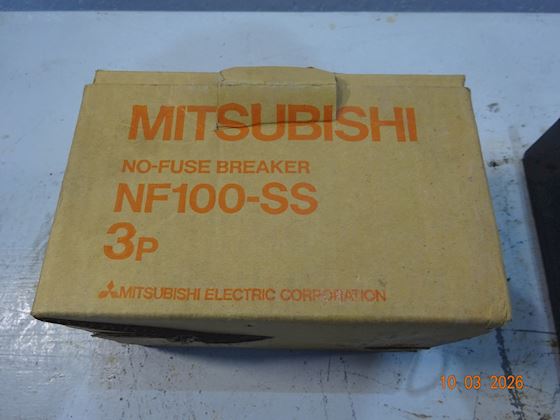 MITSUBISHI
NO-FUSE BREAKER
NF100-SS
3P
MITSUBISHI ELECTRIC CORPORATION
10 03 2026